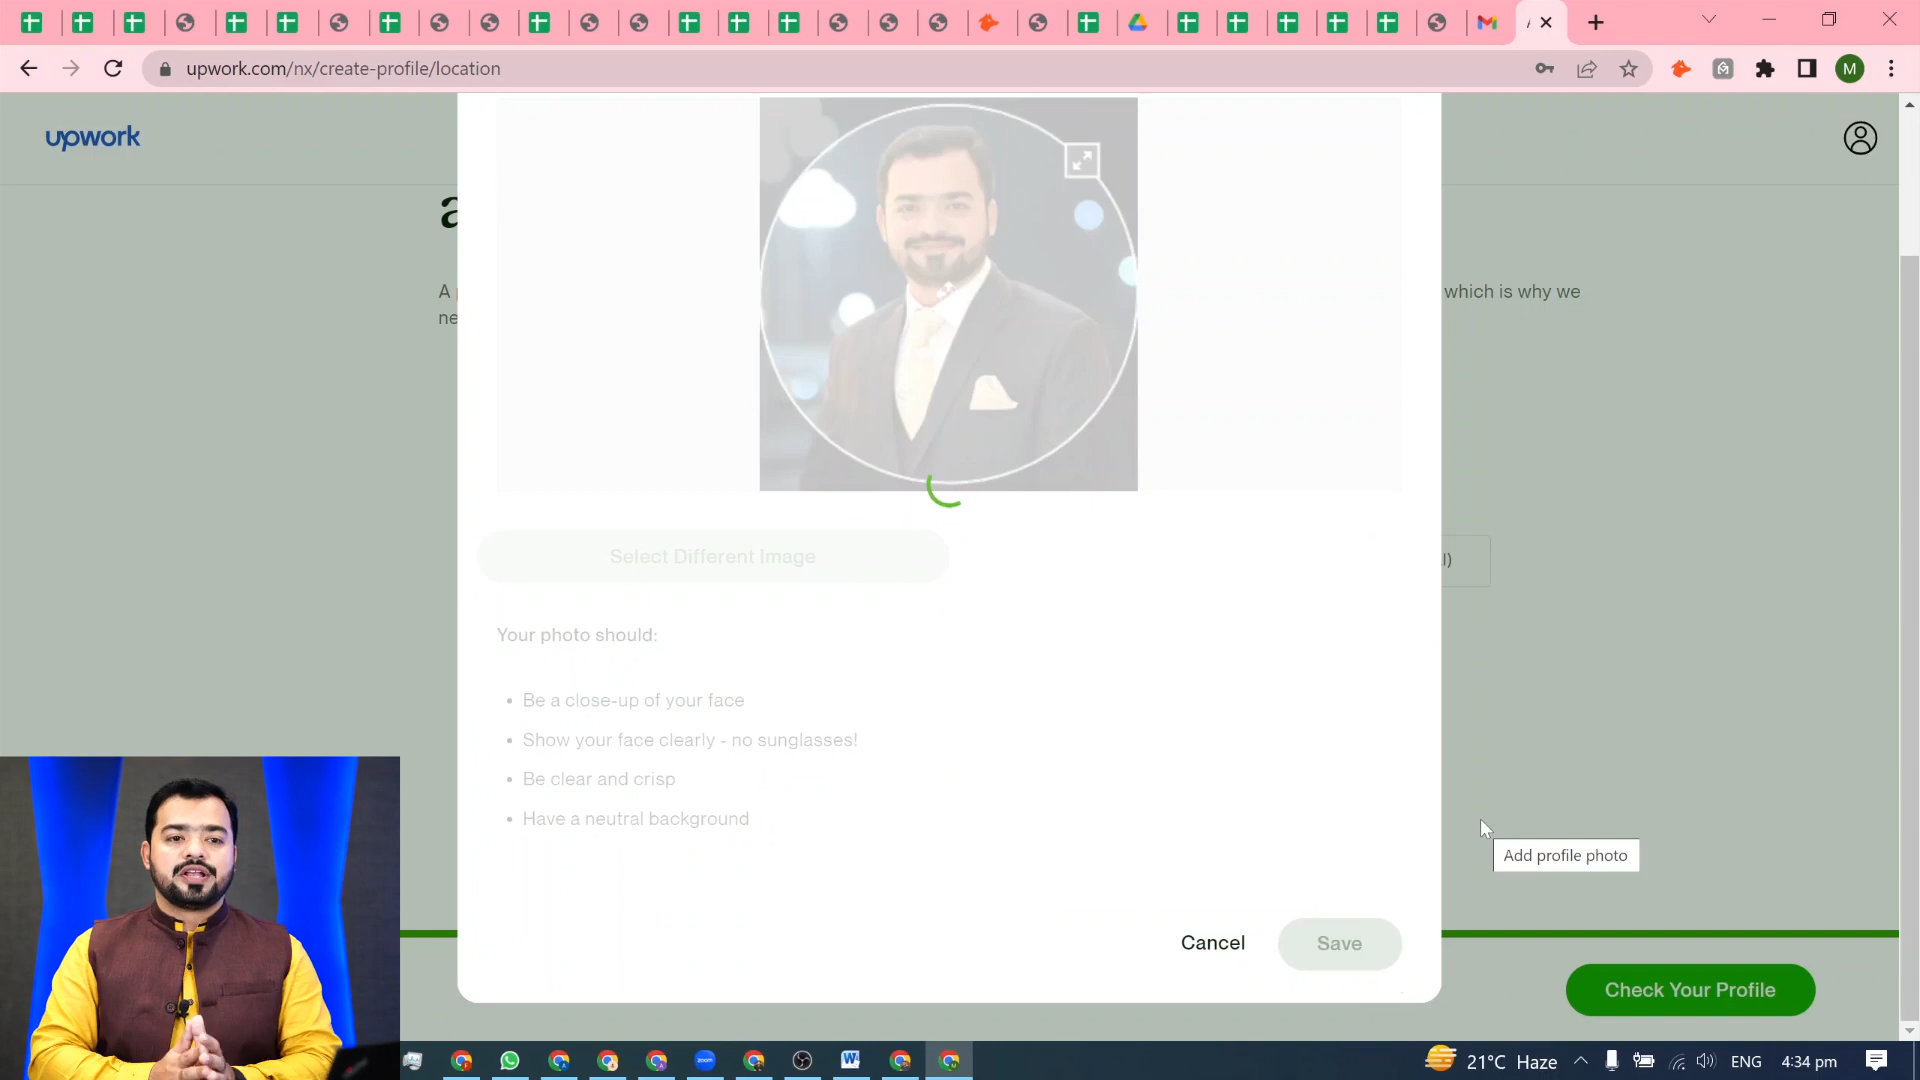 upwork.com/nx/create-profile/location
M
upwork
a
A
which is why we
ne
Select Different Image
l)
Your photo should:
• Be a close-up of your face
• Show your face clearly - no sunglasses!
• Be clear and crisp
• Have a neutral background
Add profile photo
Cancel
Save
Check Your Profile
zoom
21°C Haze
ENG
4:34 pm